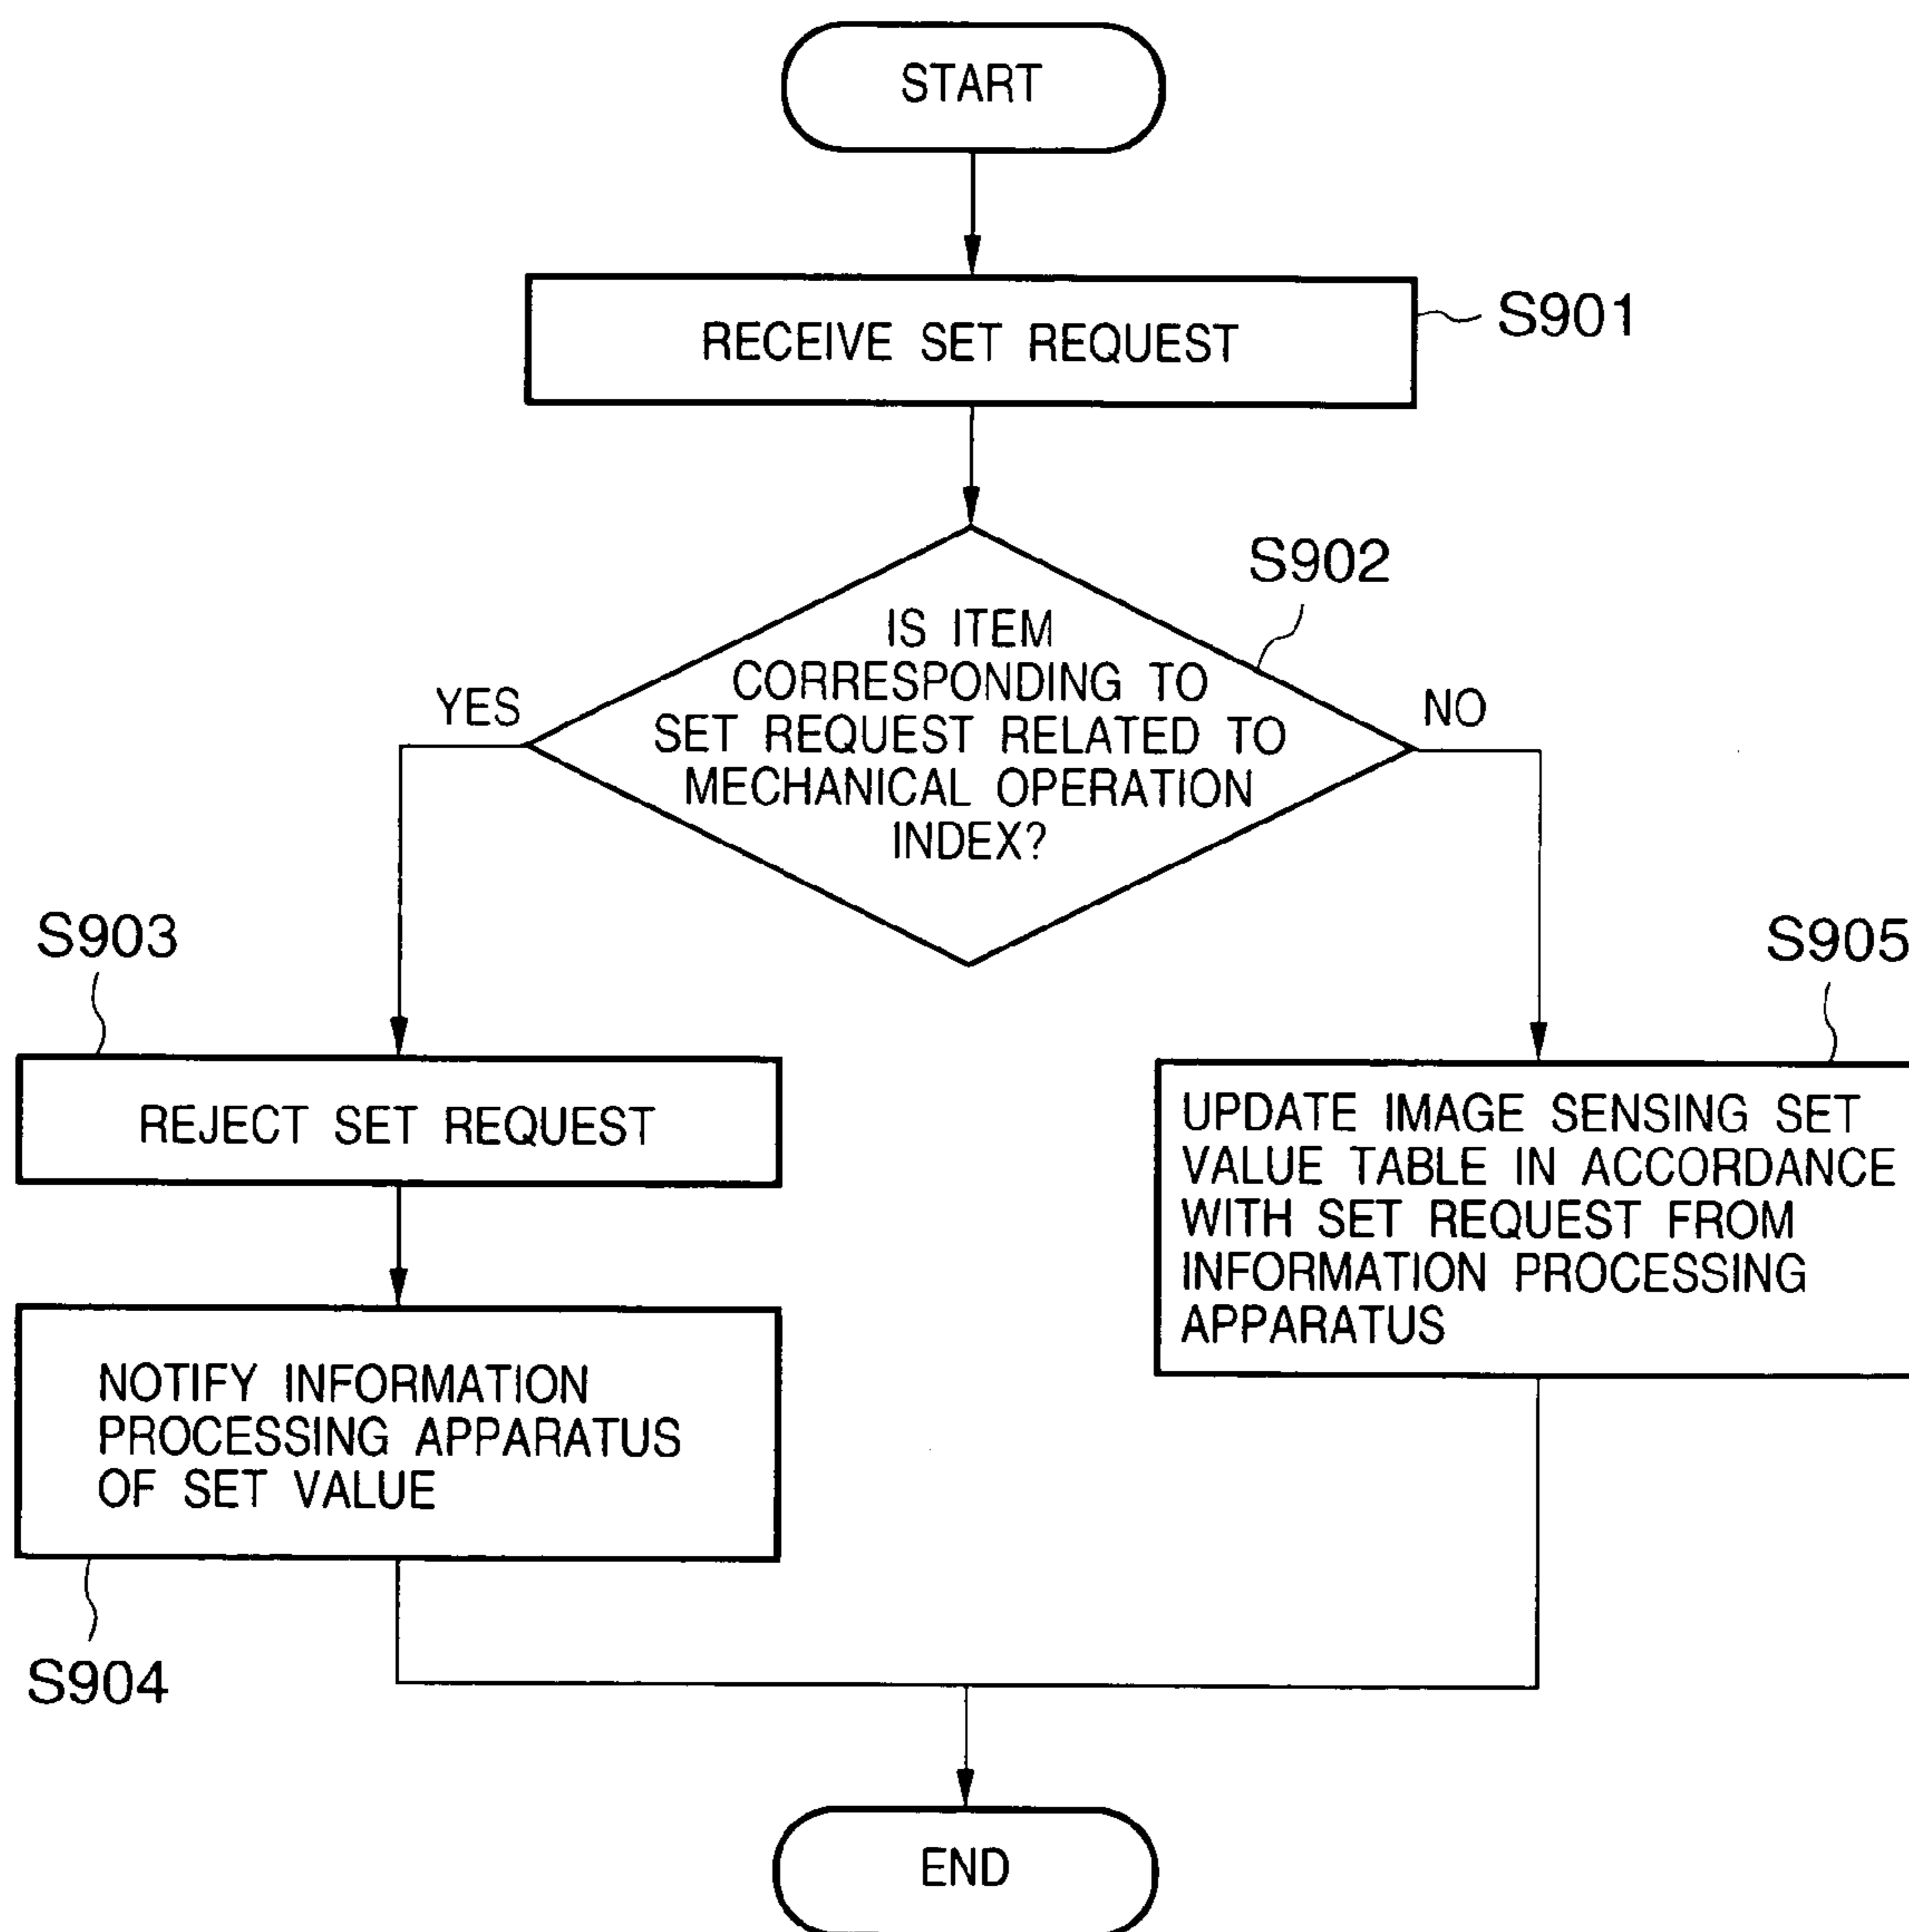 START
RECEIVE SET REQUEST
S901
S902
IS ITEM
CORRESPONDING TO
SET REQUEST RELATED TO
MECHANICAL OPERATION
INDEX?
YES
NO
S903
REJECT SET REQUEST
S905
UPDATE IMAGE SENSING SET
VALUE TABLE IN ACCORDANCE
WITH SET REQUEST FROM
INFORMATION PROCESSING
APPARATUS
NOTIFY INFORMATION
PROCESSING APPARATUS
OF SET VALUE
S904
END